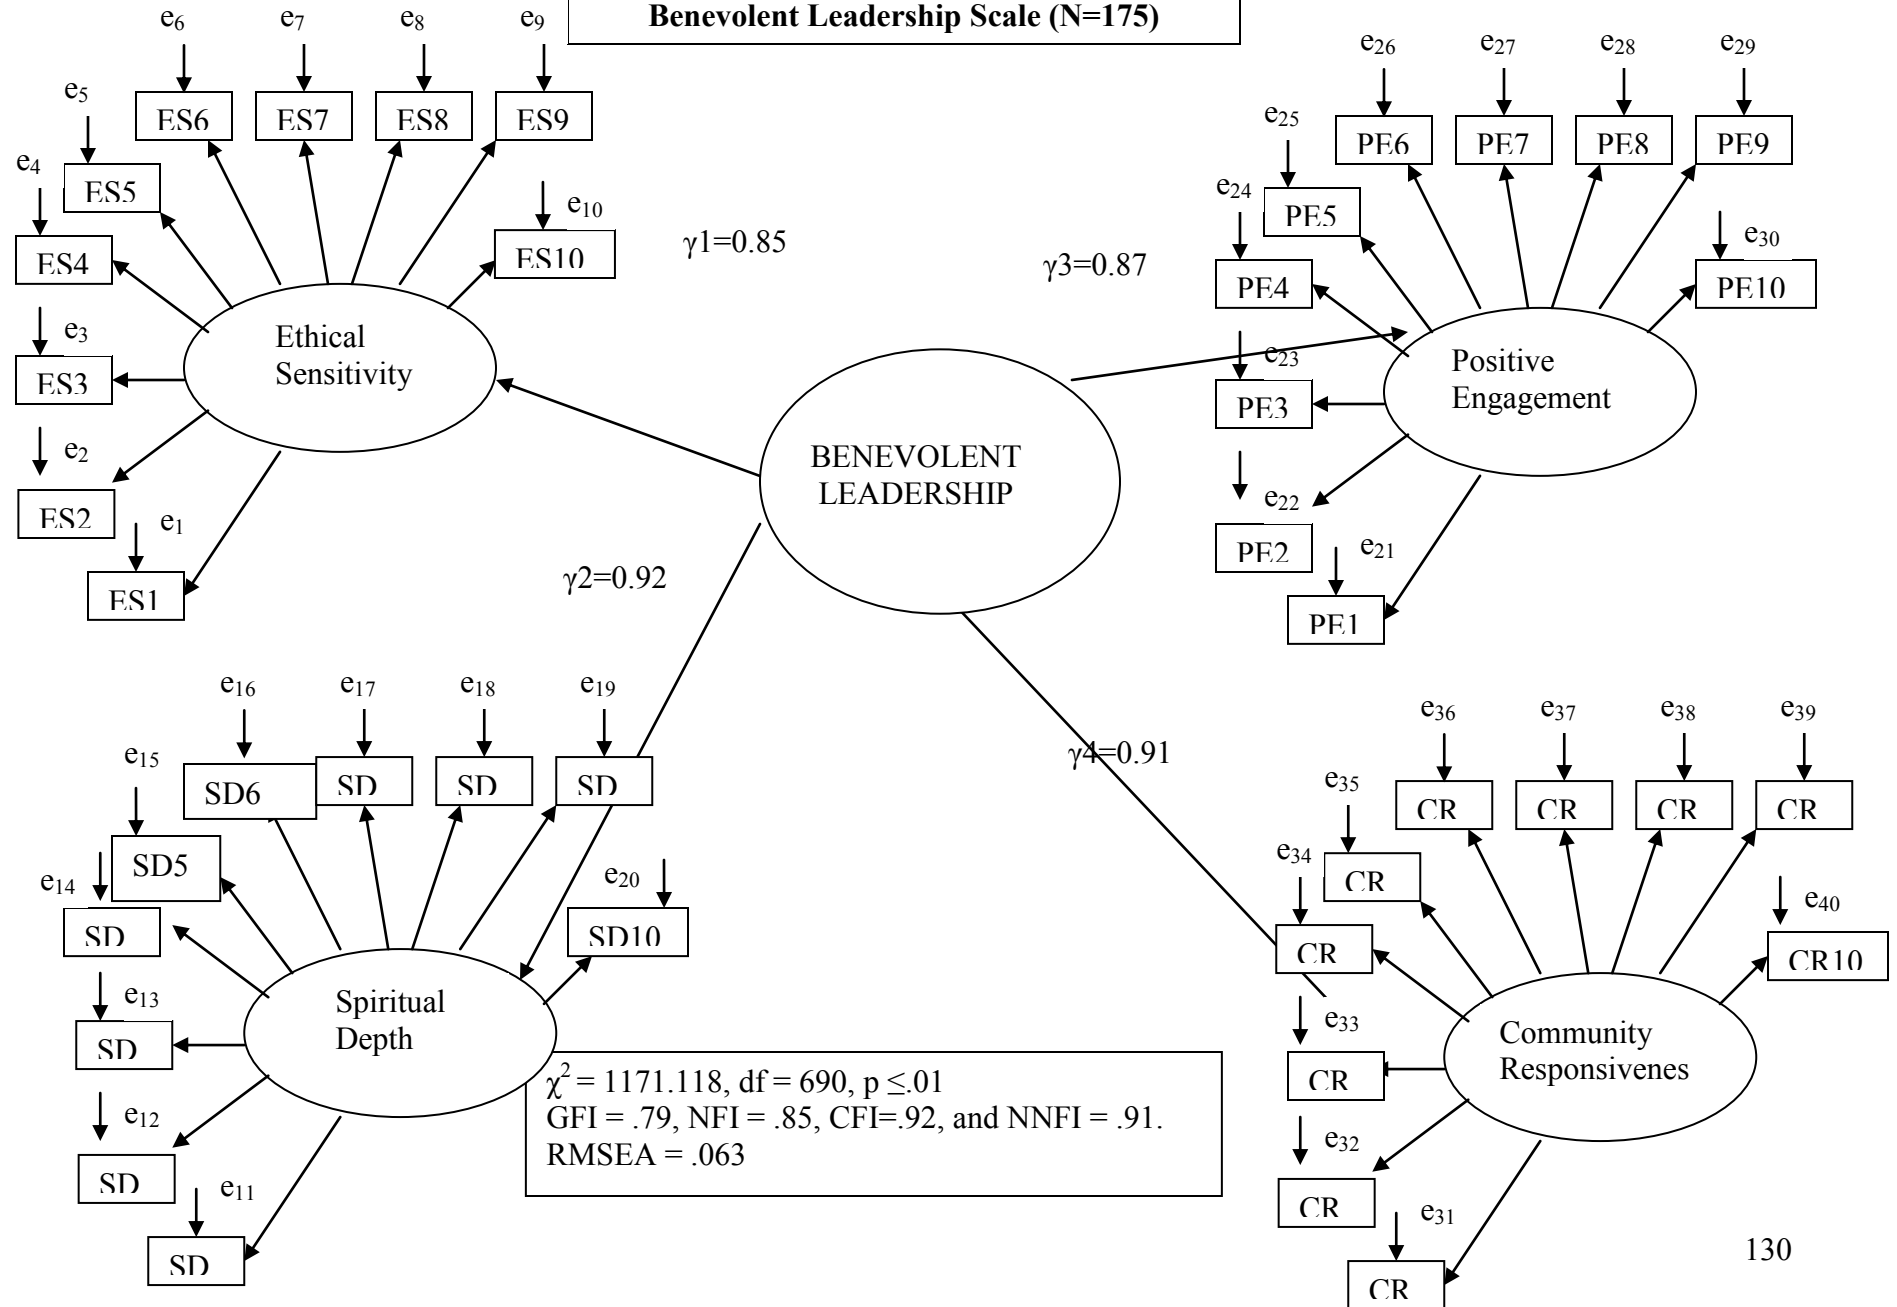 Benevolent Leadership Scale (N=175)
e6
e7
e8
e9
e5
e4
ES6
ES7
ES8
ES9
ES5
e10
ES4
ES10
e3
ES3
Ethical
Sensitivity
e2
ES2
e1
ES1
γ1=0.85
γ3=0.87
e26
e27
e28
e29
e25
PE6
PE7
PE8
PE9
e24
PE5
e30
PE4
PE10
e23
PE3
Positive
Engagement
e22
PE2
e21
PE1
BENEVOLENT
LEADERSHIP
γ2=0.92
γ4=0.91
e16
e17
e18
e19
e15
SD6
SD
SD
SD
SD5
e14
e20
SD
SD10
e13
SD
Spiritual
Depth
e12
SD
e11
SD
χ2 = 1171.118, df = 690, p ≤.01
GFI = .79, NFI = .85, CFI=.92, and NNFI = .91.
RMSEA = .063
e36
e37
e38
e39
e35
CR
CR
CR
CR
e34
CR
e40
CR
CR10
e33
CR
Community
Responsivenes
e32
CR
e31
CR
130